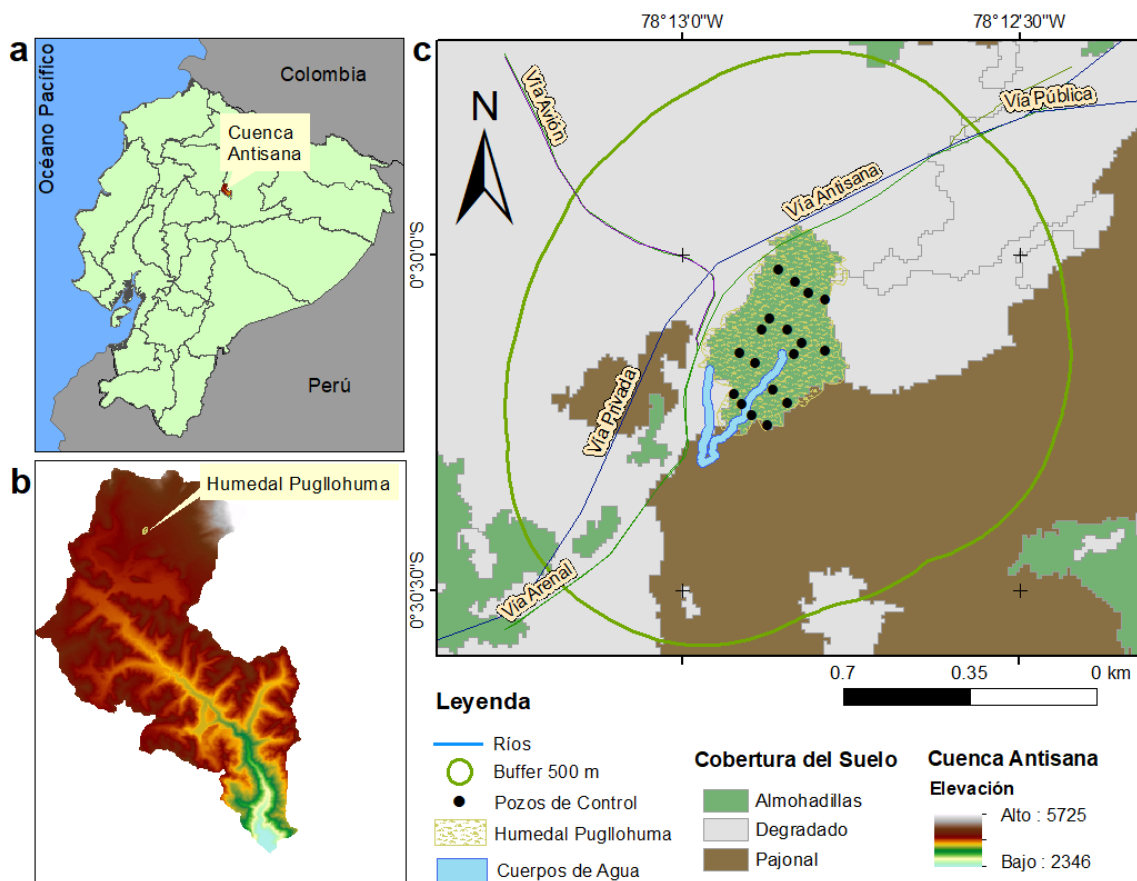 a
Océano Pacífico
Colombia
Cuenca
Antisana
Perú
b
Humedal Pugllohuma
c
78°13'0"W
78°12'30"W
0°30'0"S
0°30'30"S
N
Vía Avión
Vía Pública
Vía Antisana
Vía Privada
Vía Arenal
0.7
0.35
0 km
Leyenda
Ríos
Buffer 500 m
Pozos de Control
Humedal Pugllohuma
Cuerpos de Agua
Cobertura del Suelo
Almohadillas
Degradado
Pajonal
Cuenca Antisana
Elevación
Alto : 5725
Bajo : 2346